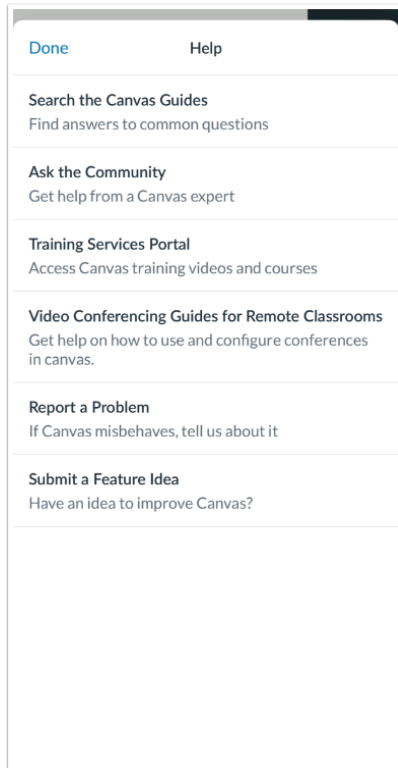 Done Help
Search the Canvas Guides
Find answers to common questions
Ask the Community
Get help from a Canvas expert
Training Services Portal
Access Canvas training videos and courses
Video Conferencing Guides for Remote Classrooms
Get help on how to use and configure conferences
in canvas.
Report a Problem
If Canvas misbehaves, tell us about it
Submit a Feature Idea
Have an idea to improve Canvas?